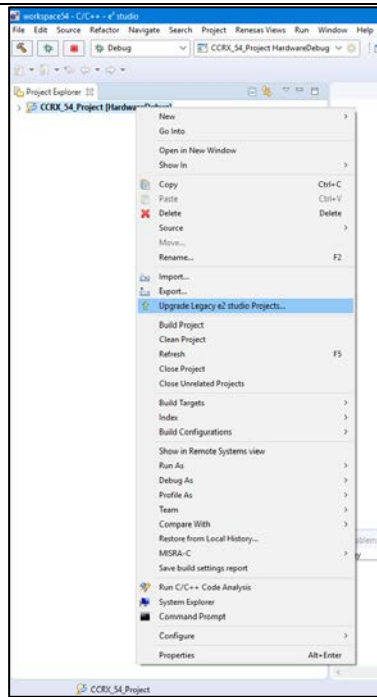 workspace54 - C/C++ - e² studio
File Edit Source Refactor Navigate Search Project Renesas Views Run Window Help
Debug CCRX_54_Project HardwareDebug
Project Explorer
CCRX_54_Project [HardwareDebug]
New
Go Into
Open in New Window
Show In
Copy Ctrl+C
Paste Ctrl+V
Delete Delete
Source
Move...
Rename... F2
Import...
Export...
Upgrade Legacy e2 studio Projects...
Build Project
Clean Project
Refresh F5
Close Project
Close Unrelated Projects
Build Targets
Index
Build Configurations
Show in Remote Systems view
Run As
Debug As
Profile As
Team
Compare With
Restore from Local History...
MISRA-C
Save build settings report
Run C/C++ Code Analysis
System Explorer
Command Prompt
Configure
Properties Alt+Enter
CCRX_54_Project